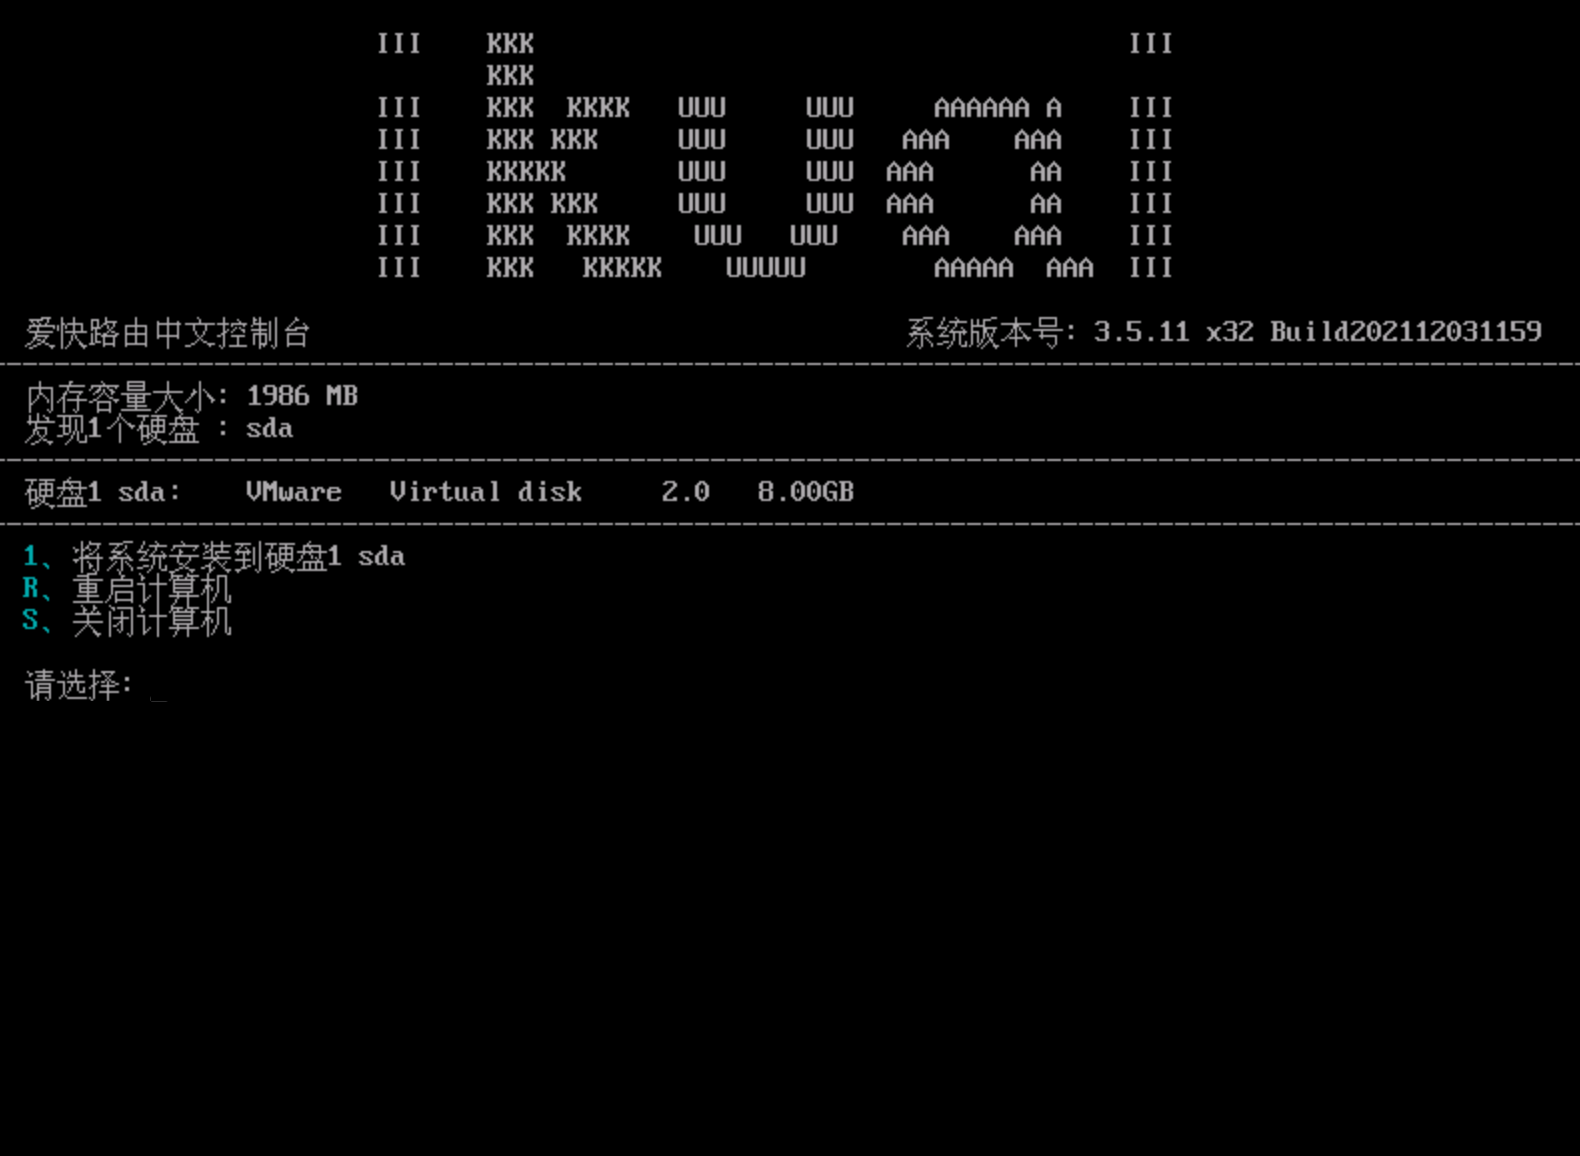 III    KKK                                     III
       KKK
III    KKK  KKKK   UUU     UUU     AAAAAA A    III
III    KKK KKK     UUU     UUU   AAA    AAA    III
III    KKKKK       UUU     UUU  AAA      AA    III
III    KKK KKK     UUU     UUU  AAA      AA    III
III    KKK  KKKK    UUU   UUU    AAA    AAA    III
III    KKK   KKKKK    UUUUU        AAAAA  AAA  III
爱快路由中文控制台 系统版本号: 3.5.11 x32 Build202112031159
内存容量大小: 1986 MB
发现1个硬盘 : sda
硬盘1 sda:    VMware   Virtual disk     2.0   8.00GB
1、将系统安装到硬盘1 sda
R、重启计算机
S、关闭计算机
请选择: _